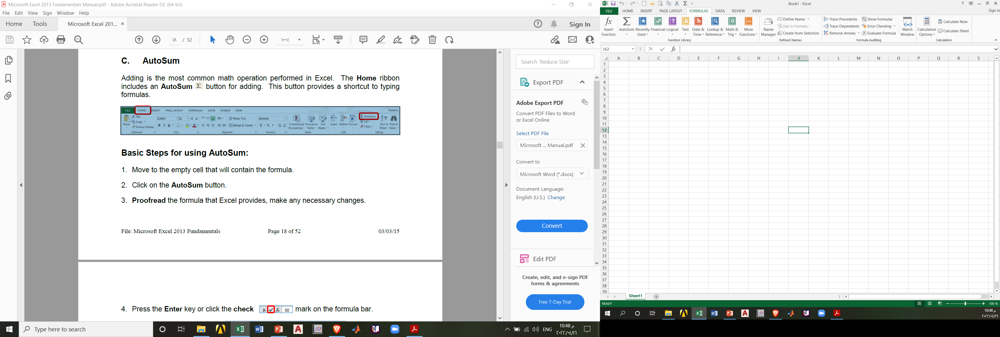 Microsoft Excel 2013 Fundamentals Manual.pdf - Adobe Acrobat Reader DC (64-bit)
File Edit View Sign Window Help
Home Tools Microsoft Excel 201... × Sign In
١٨ / 52 ١٠٠٪
C. AutoSum
Adding is the most common math operation performed in Excel. The Home ribbon
includes an AutoSum Σ button for adding. This button provides a shortcut to typing
formulas.
FILE HOME INSERT PAGE LAYOUT FORMULAS DATA REVIEW VIEW Franklin,
Cut Calibri 11 Wrap Text General AutoSum
Paste Copy Fill
Format Painter B I U Merge & Center $ % Conditional Formatting Format as Table Cell Styles Insert Delete Format Clear Sort & Filter Find & Select
Clipboard Font Alignment Number Styles Cells Editing
Basic Steps for using AutoSum:
1. Move to the empty cell that will contain the formula.
2. Click on the AutoSum button.
3. Proofread the formula that Excel provides, make any necessary changes.
File: Microsoft Excel 2013 Fundamentals Page 18 of 52 03/03/15
4. Press the Enter key or click the check fx 50 mark on the formula bar.
Search 'Reduce Size'
Export PDF
Adobe Export PDF
Convert PDF Files to Word
or Excel Online
Select PDF File
Microsoft ... Manual.pdf
Convert to
Microsoft Word (*.docx)
Document Language:
English (U.S.) Change
Convert
Edit PDF
Create, edit, and e-sign PDF
forms & agreements
Free 7-Day Trial
Type here to search
ENG
10:48 م
٢٠٢٢/٠٤/١٦
Book1 - Excel
Sign in
FILE HOME INSERT PAGE LAYOUT FORMULAS DATA REVIEW VIEW
fx Insert Function
Σ AutoSum
Recently Used
Financial
Logical
Text
Date & Time
Lookup & Reference
Math & Trig
More Functions
Function Library
Name Manager
Define Name
Use in Formula
Create from Selection
Defined Names
Trace Precedents
Trace Dependents
Remove Arrows
Show Formulas
Error Checking
Evaluate Formula
Formula Auditing
Watch Window
Calculation Options
Calculate Now
Calculate Sheet
Calculation
J12 fx
A B C D E F G H I J K L M N O P Q R S
1
2
3
4
5
6
7
8
9
10
11
12
13
14
15
16
17
18
19
20
21
22
23
24
25
26
27
28
29
30
31
32
33
34
35
36
37
38
39
Sheet1
READY 100 %
10:48 م
٢٠٢٢/٠٤/١٦